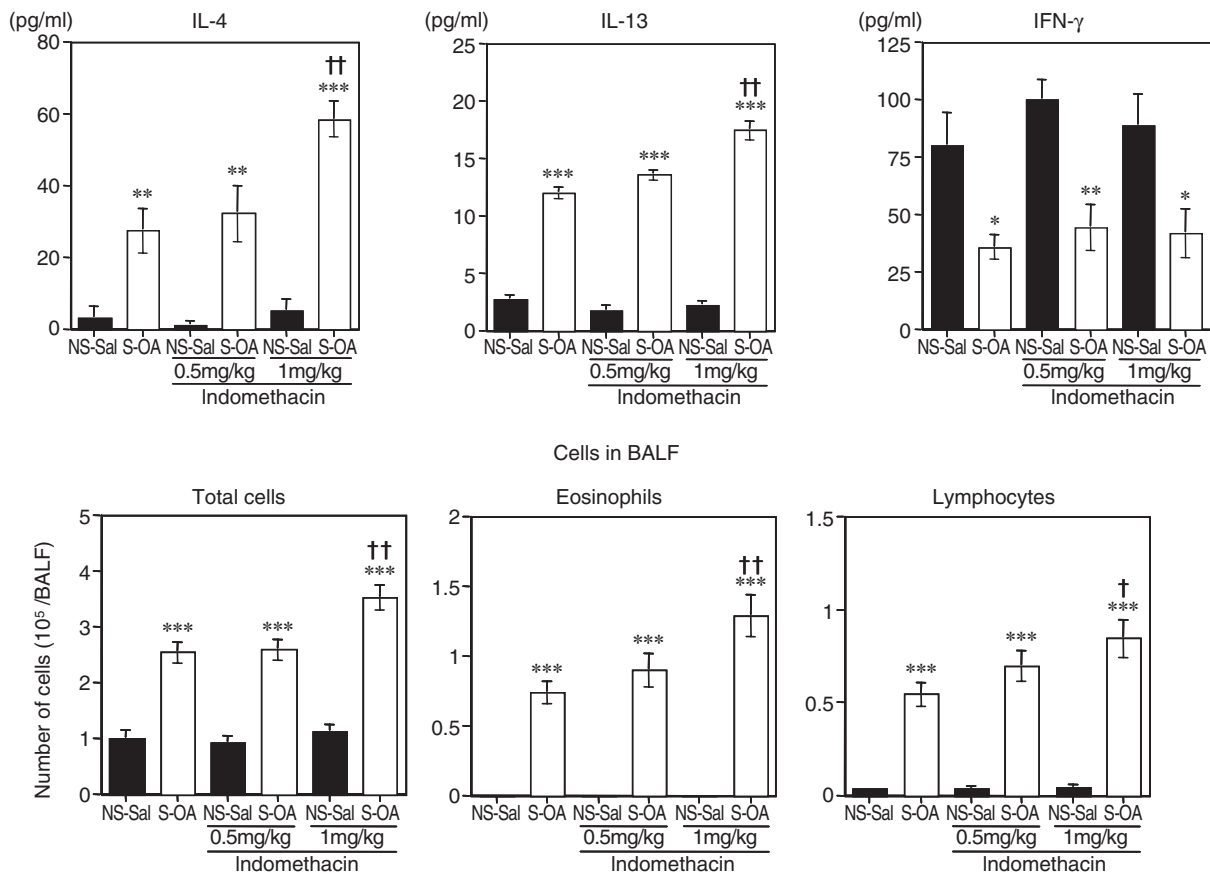 (pg/ml) IL-4
80
60
40
20
0
** ** *** ††
NS-Sal S-OA NS-Sal S-OA NS-Sal S-OA
0.5mg/kg 1mg/kg
Indomethacin
(pg/ml) IL-13
25
20
15
10
5
0
*** *** *** ††
NS-Sal S-OA NS-Sal S-OA NS-Sal S-OA
0.5mg/kg 1mg/kg
Indomethacin
(pg/ml) IFN-γ
125
100
75
50
25
0
* ** *
NS-Sal S-OA NS-Sal S-OA NS-Sal S-OA
0.5mg/kg 1mg/kg
Indomethacin
Cells in BALF
Total cells
Number of cells (10⁵ /BALF)
5
4
3
2
1
0
*** *** *** ††
NS-Sal S-OA NS-Sal S-OA NS-Sal S-OA
0.5mg/kg 1mg/kg
Indomethacin
Eosinophils
2
1.5
1
0.5
0
*** *** *** ††
NS-Sal S-OA NS-Sal S-OA NS-Sal S-OA
0.5mg/kg 1mg/kg
Indomethacin
Lymphocytes
1.5
1
0.5
0
*** *** *** †
NS-Sal S-OA NS-Sal S-OA NS-Sal S-OA
0.5mg/kg 1mg/kg
Indomethacin